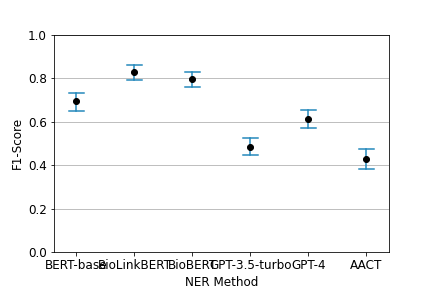 1.0
0.8
0.6
0.4
0.2
0.0
F1-Score
BERT-base BioLinkBERT BioBERT GPT-3.5-turbo GPT-4 AACT
NER Method